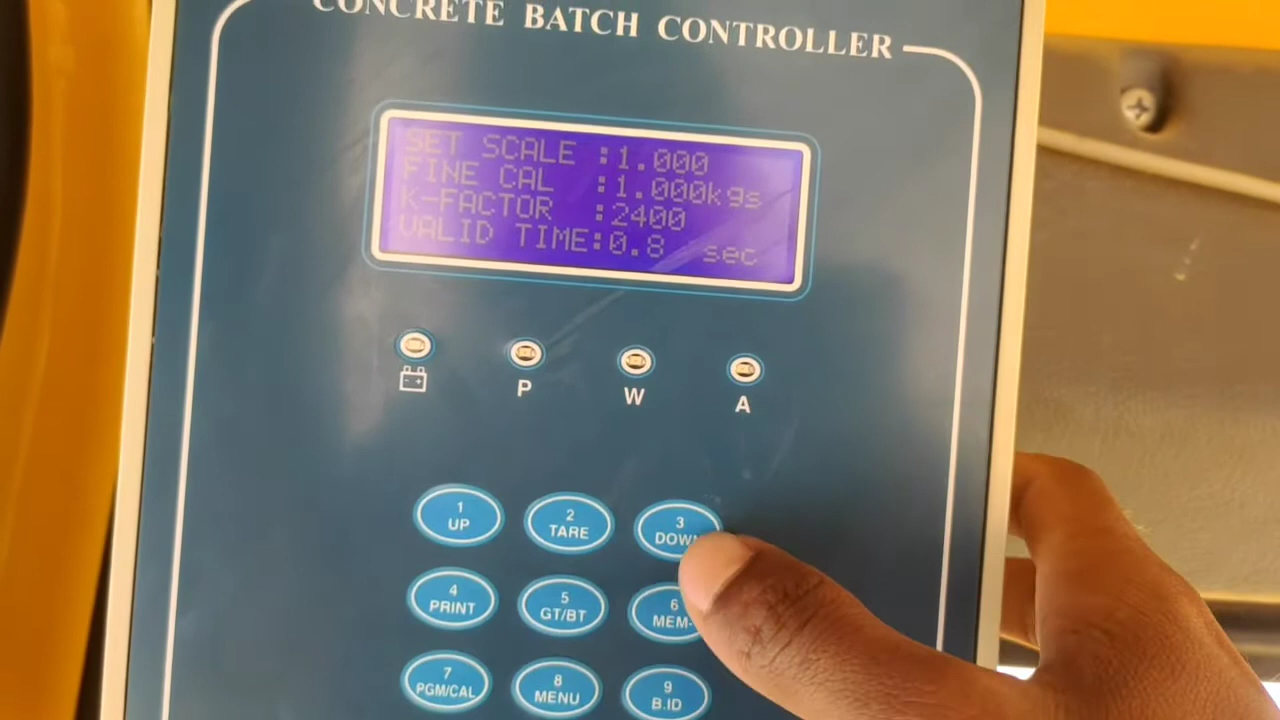 CONCRETE BATCH CONTROLLER
SET SCALE :1.000
FINE CAL :1.000kgs
K-FACTOR :2400
VALID TIME:0.8 sec
P
W
A
1
UP
2
TARE
3
DOWN
4
PRINT
5
GT/BT
6
MEM-
7
PGM/CAL
8
MENU
9
B.ID